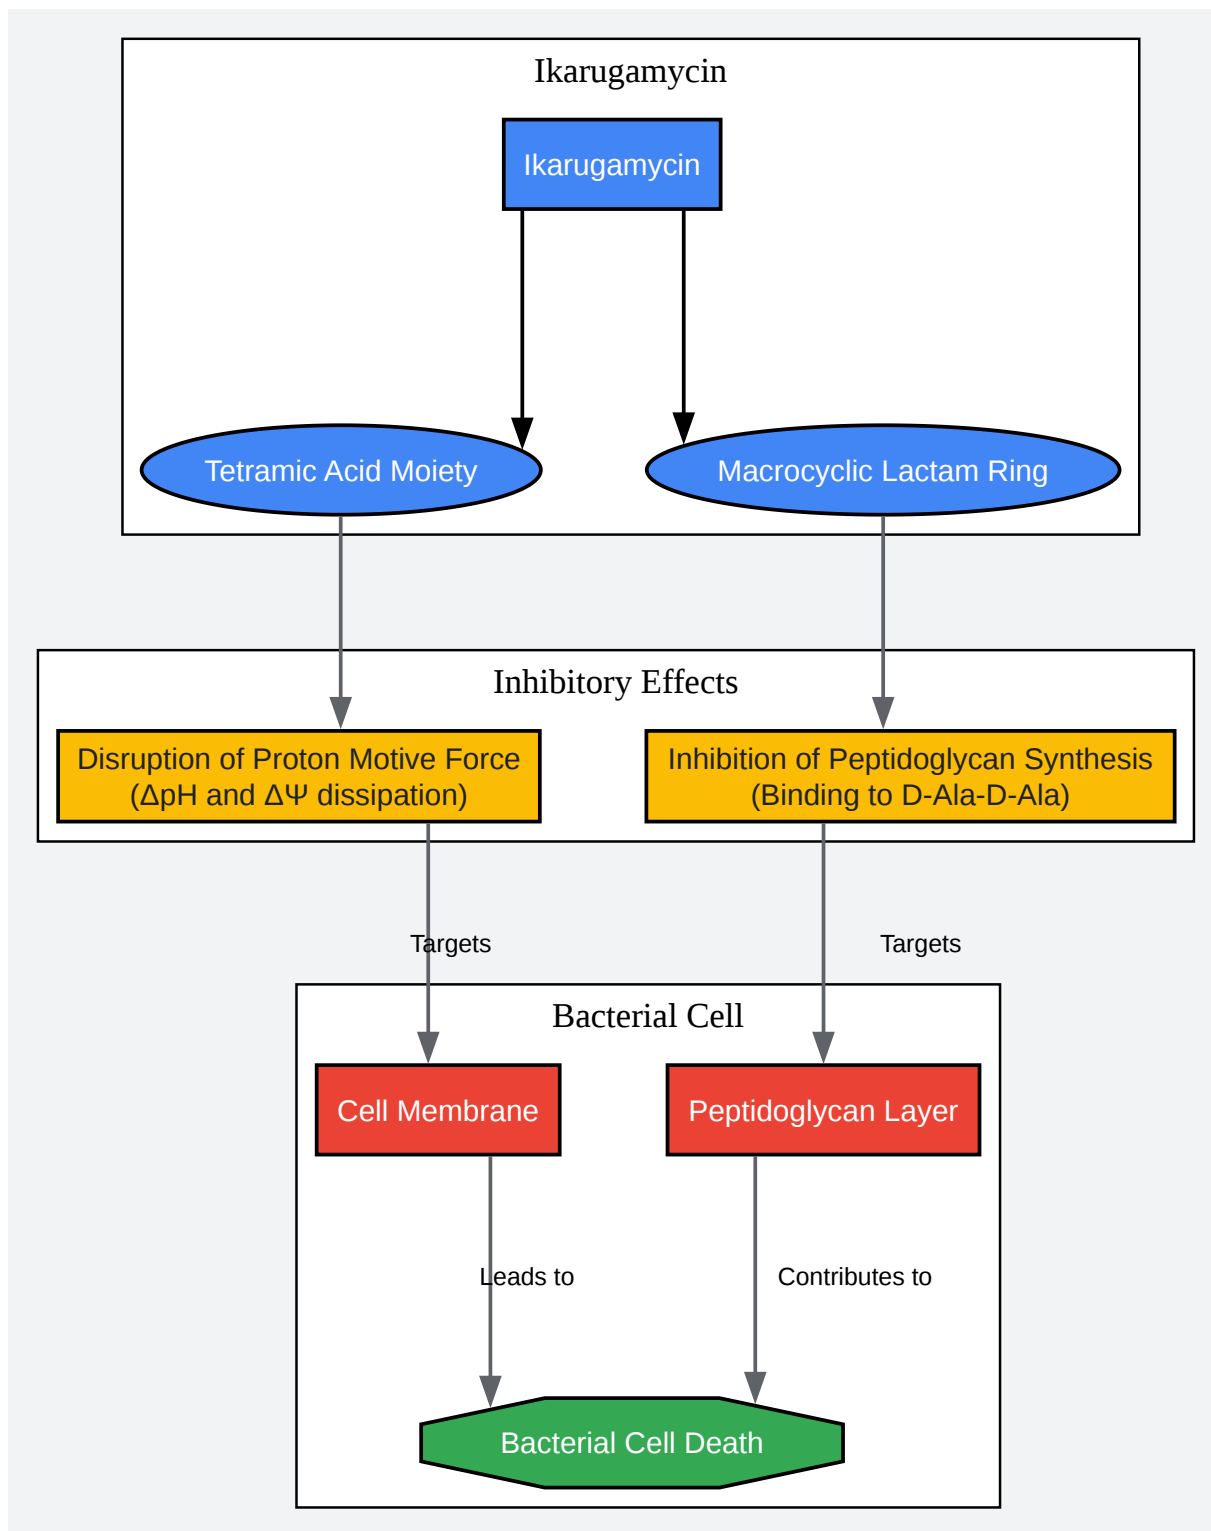 Ikarugamycin
Ikarugamycin
Tetramic Acid Moiety
Macrocyclic Lactam Ring
Inhibitory Effects
Disruption of Proton Motive Force
(ΔpH and ΔΨ dissipation)
Inhibition of Peptidoglycan Synthesis
(Binding to D-Ala-D-Ala)
Targets
Targets
Bacterial Cell
Cell Membrane
Peptidoglycan Layer
Leads to
Contributes to
Bacterial Cell Death